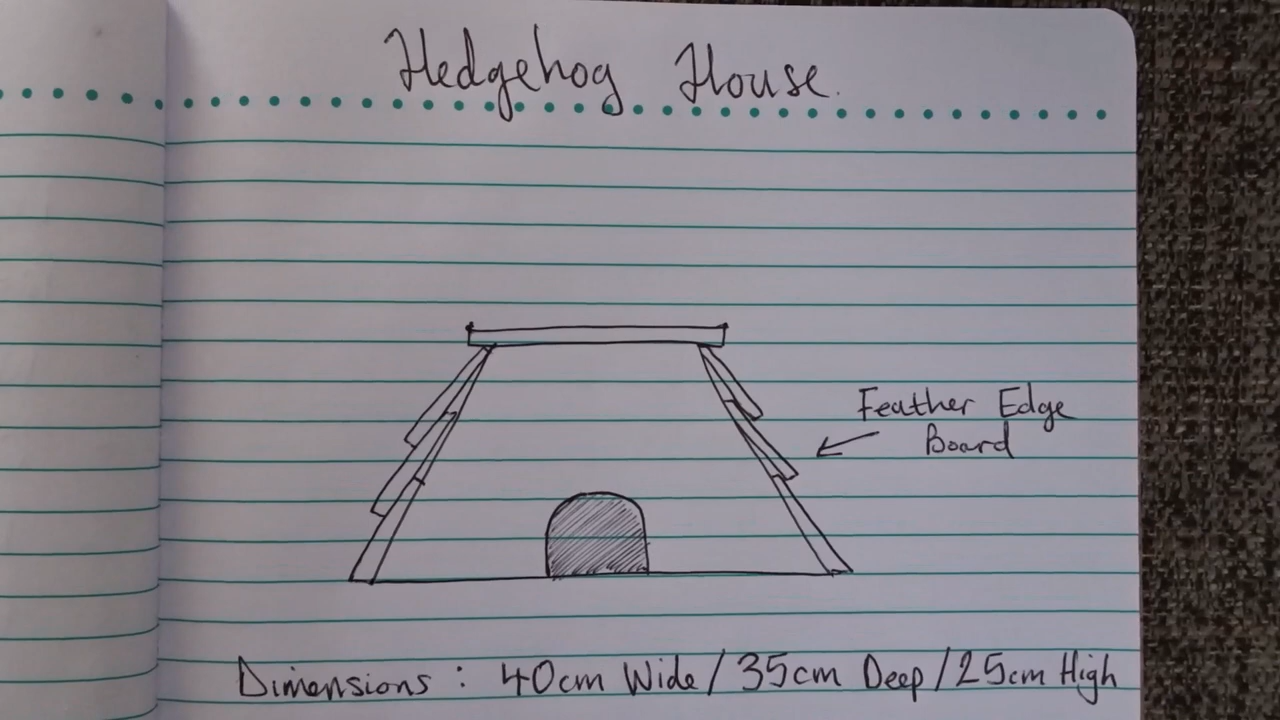 Hedgehog House.
Feather Edge
Board
Dimensions : 40cm Wide/35cm Deep/25cm High